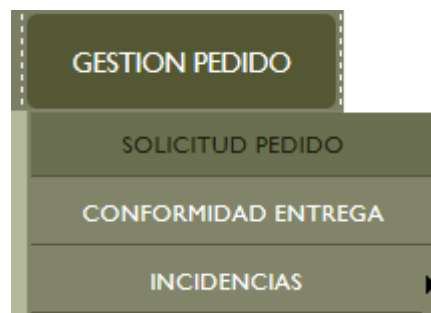 GESTION PEDIDO
SOLICITUD PEDIDO
CONFORMIDAD ENTREGA
INCIDENCIAS